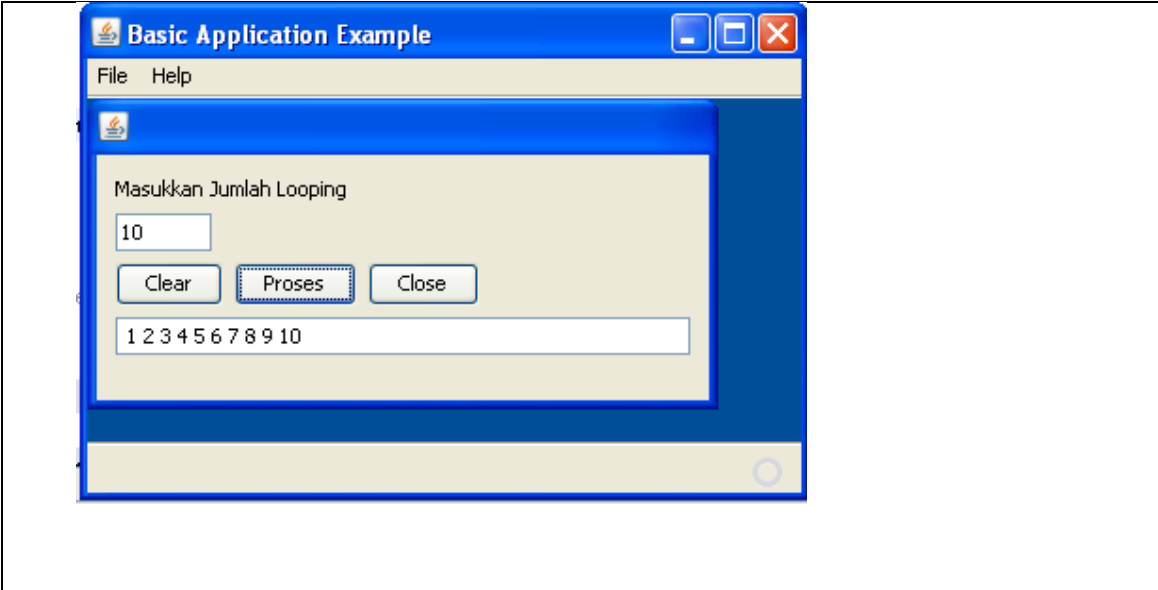 Basic Application Example
File Help
Masukkan Jumlah Looping
10
Clear Proses Close
1 2 3 4 5 6 7 8 9 10